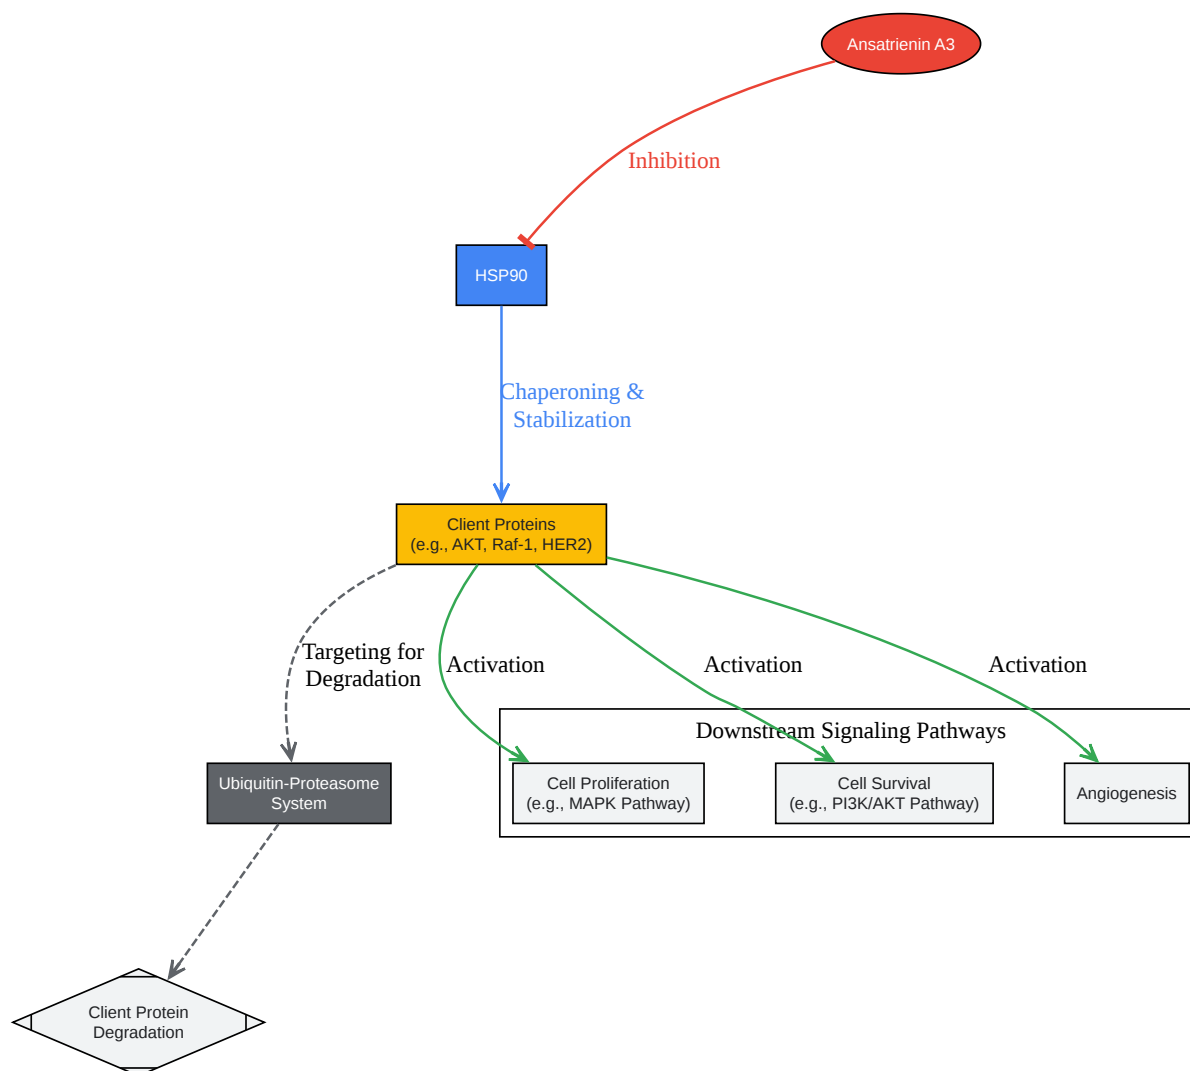 Ansatrienin A3
Inhibition
HSP90
Chaperoning &
Stabilization
Client Proteins
(e.g., AKT, Raf-1, HER2)
Targeting for
Degradation
Activation
Activation
Activation
Downstream Signaling Pathways
Ubiquitin-Proteasome
System
Cell Proliferation
(e.g., MAPK Pathway)
Cell Survival
(e.g., PI3K/AKT Pathway)
Angiogenesis
Client Protein
Degradation